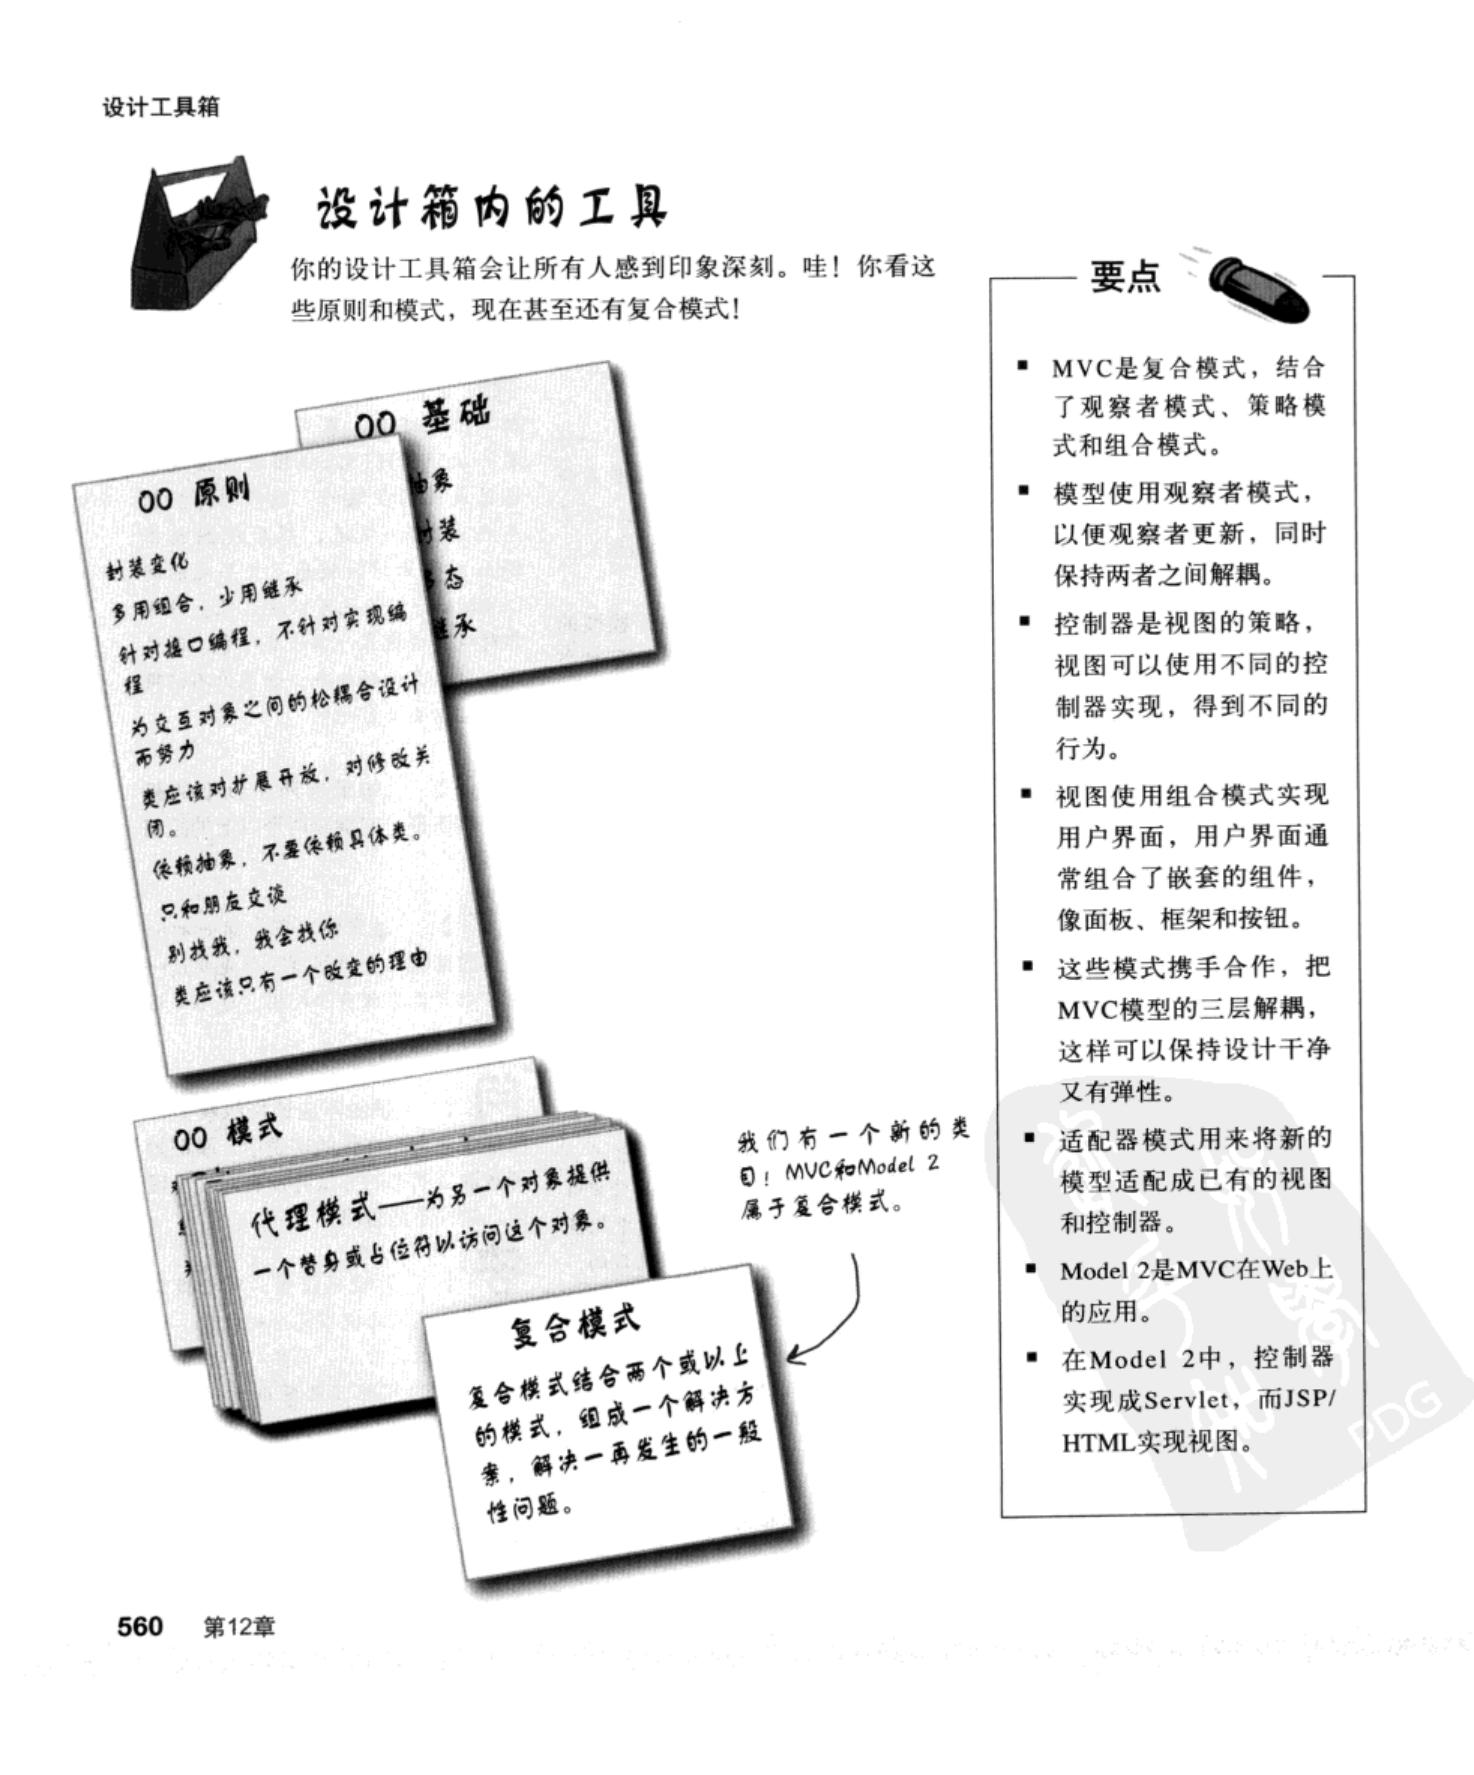 设计工具箱
设计箱内的工具
你的设计工具箱会让所有人感到印象深刻。哇！你看这
些原则和模式，现在甚至还有复合模式！
OO 基础
抽象
封装
多态
继承
OO 原则
封装变化
多用组合，少用继承
针对接口编程，不针对实现编
程
为交互对象之间的松耦合设计
而努力
类应该对扩展开放，对修改关
闭。
依赖抽象，不要依赖具体类。
只和朋友交谈
别找我，我会找你
类应该只有一个改变的理由
OO 模式
代理模式——为另一个对象提供
一个替身或占位符以访问这个对象。
复合模式
复合模式结合两个或以上
的模式，组成一个解决方
案，解决一再发生的一般
性问题。
我们有一个新的类
目！MVC和Model 2
属于复合模式。
要点
▪ MVC是复合模式，结合
了观察者模式、策略模
式和组合模式。
▪ 模型使用观察者模式，
以便观察者更新，同时
保持两者之间解耦。
▪ 控制器是视图的策略，
视图可以使用不同的控
制器实现，得到不同的
行为。
▪ 视图使用组合模式实现
用户界面，用户界面通
常组合了嵌套的组件，
像面板、框架和按钮。
▪ 这些模式携手合作，把
MVC模型的三层解耦，
这样可以保持设计干净
又有弹性。
▪ 适配器模式用来将新的
模型适配成已有的视图
和控制器。
▪ Model 2是MVC在Web上
的应用。
▪ 在Model 2中，控制器
实现成Servlet，而JSP/
HTML实现视图。
PDG
560 第12章